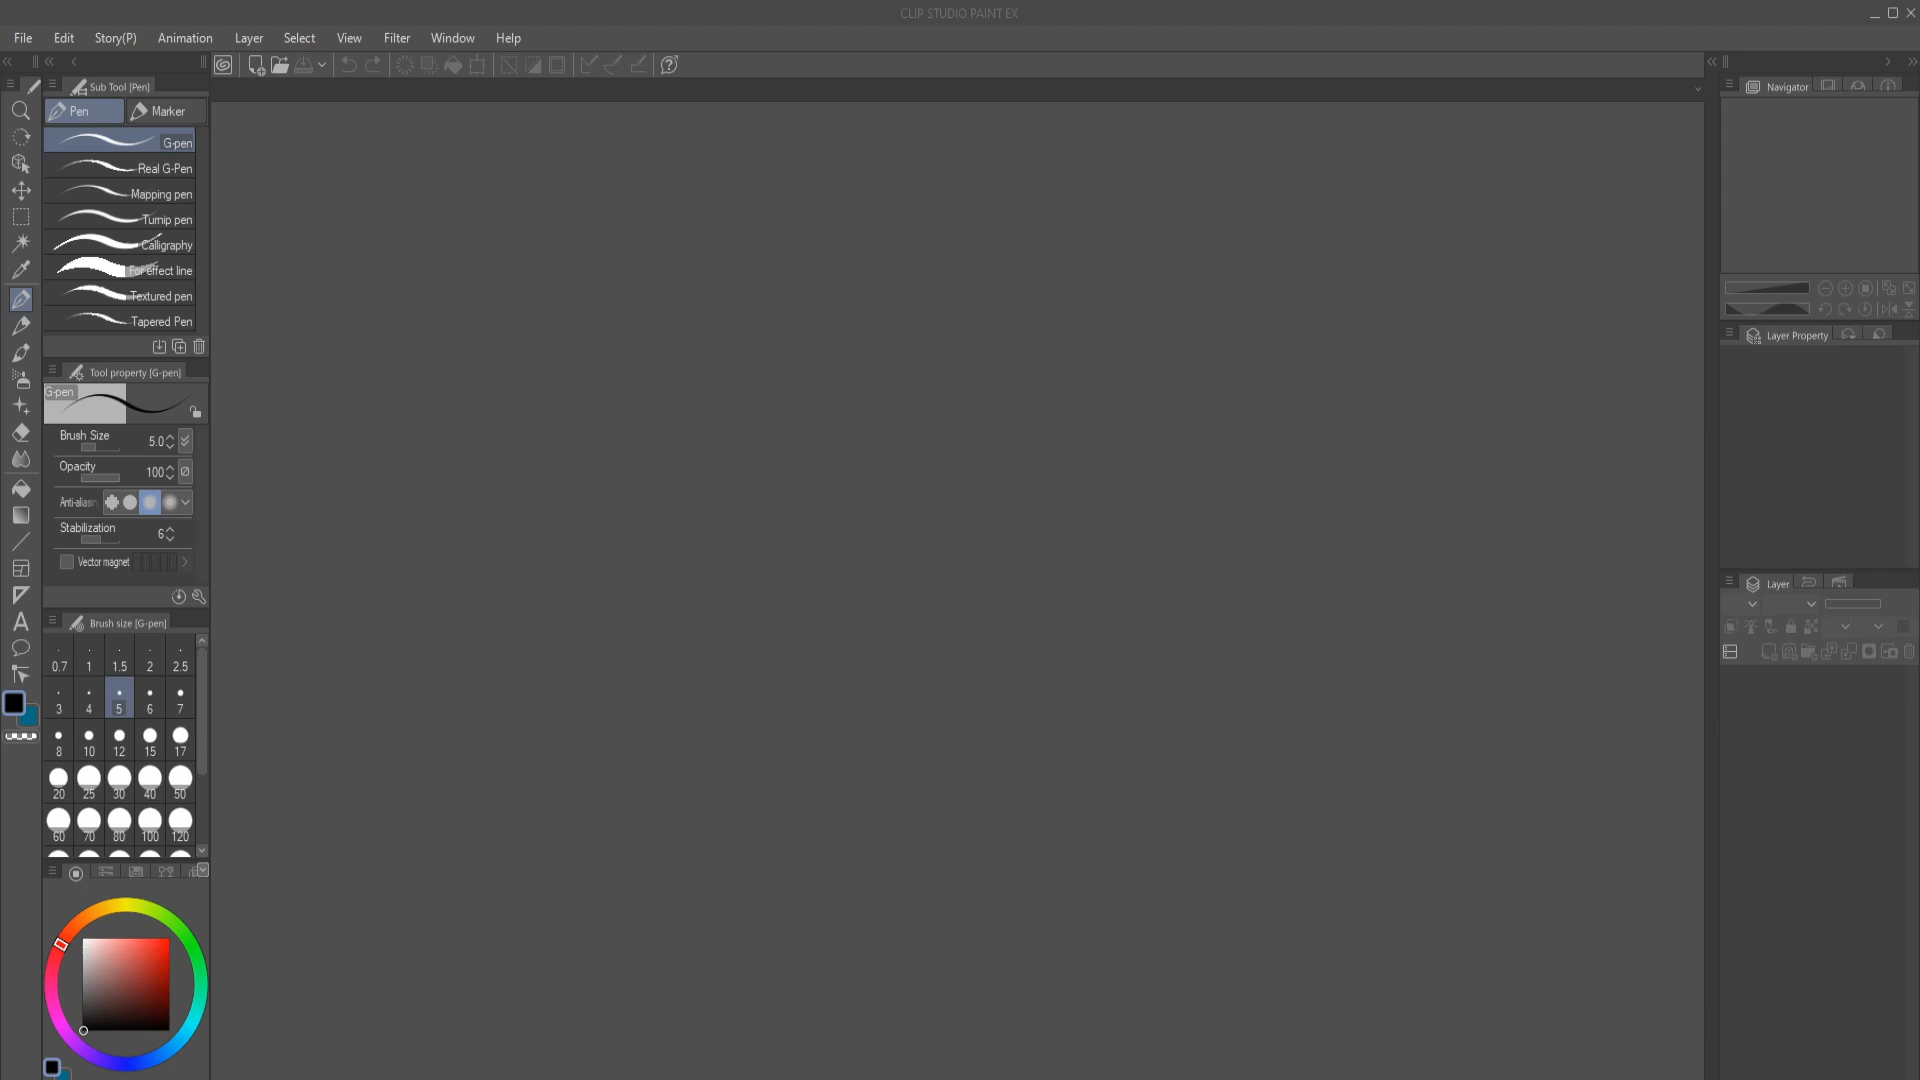 CLIP STUDIO PAINT EX
File Edit Story(P) Animation Layer Select View Filter Window Help
Sub Tool [Pen]
Pen Marker
G-pen
Real G-Pen
Mapping pen
Turnip pen
Calligraphy
For effect line
Textured pen
Tapered Pen
Tool property [G-pen]
G-pen
Brush Size 5.0
Opacity 100
Anti-aliasin
Stabilization 6
Vector magnet
Brush size [G-pen]
0.7 1 1.5 2 2.5
3 4 5 6 7
8 10 12 15 17
20 25 30 40 50
60 70 80 100 120
Navigator
Layer Property
Layer